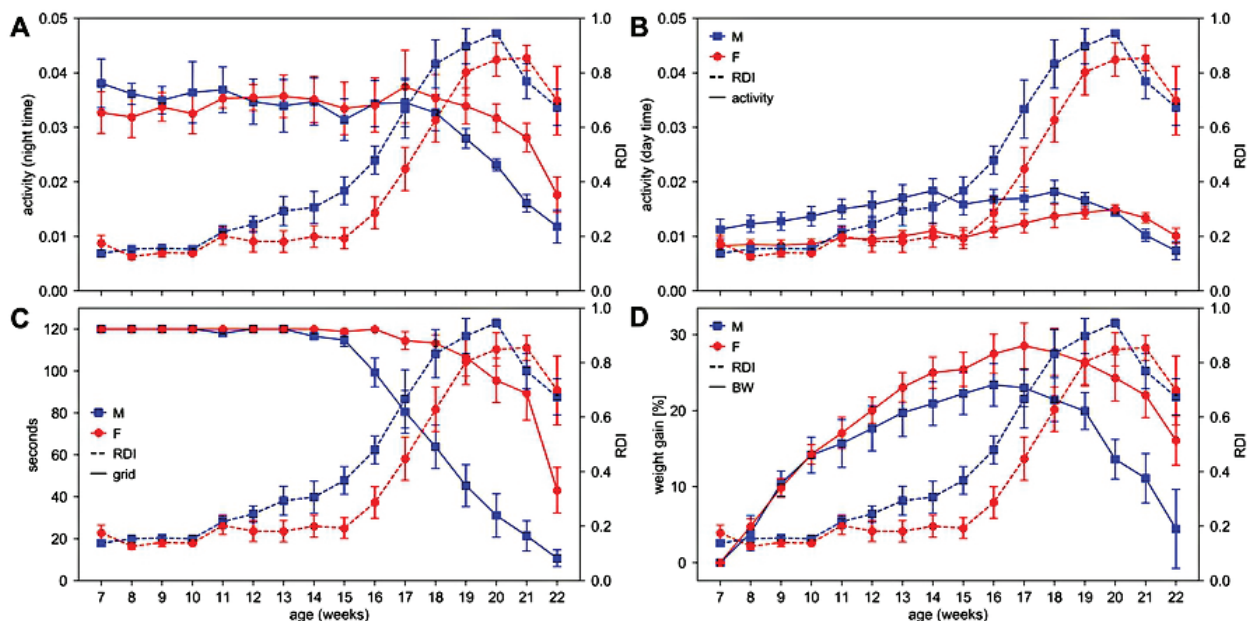 A
0.05
0.04
0.03
0.02
0.01
0.00
activity (night time)
1.0
0.8
0.6
0.4
0.2
0.0
RDI
B
0.05
0.04
0.03
0.02
0.01
0.00
activity (day time)
M
F
RDI
activity
1.0
0.8
0.6
0.4
0.2
0.0
RDI
C
120
100
80
60
40
20
0
seconds
M
F
RDI
grid
1.0
0.8
0.6
0.4
0.2
0.0
RDI
7 8 9 10 11 12 13 14 15 16 17 18 19 20 21 22
age (weeks)
D
30
20
10
0
weight gain [%]
M
F
RDI
BW
1.0
0.8
0.6
0.4
0.2
0.0
RDI
7 8 9 10 11 12 13 14 15 16 17 18 19 20 21 22
age (weeks)